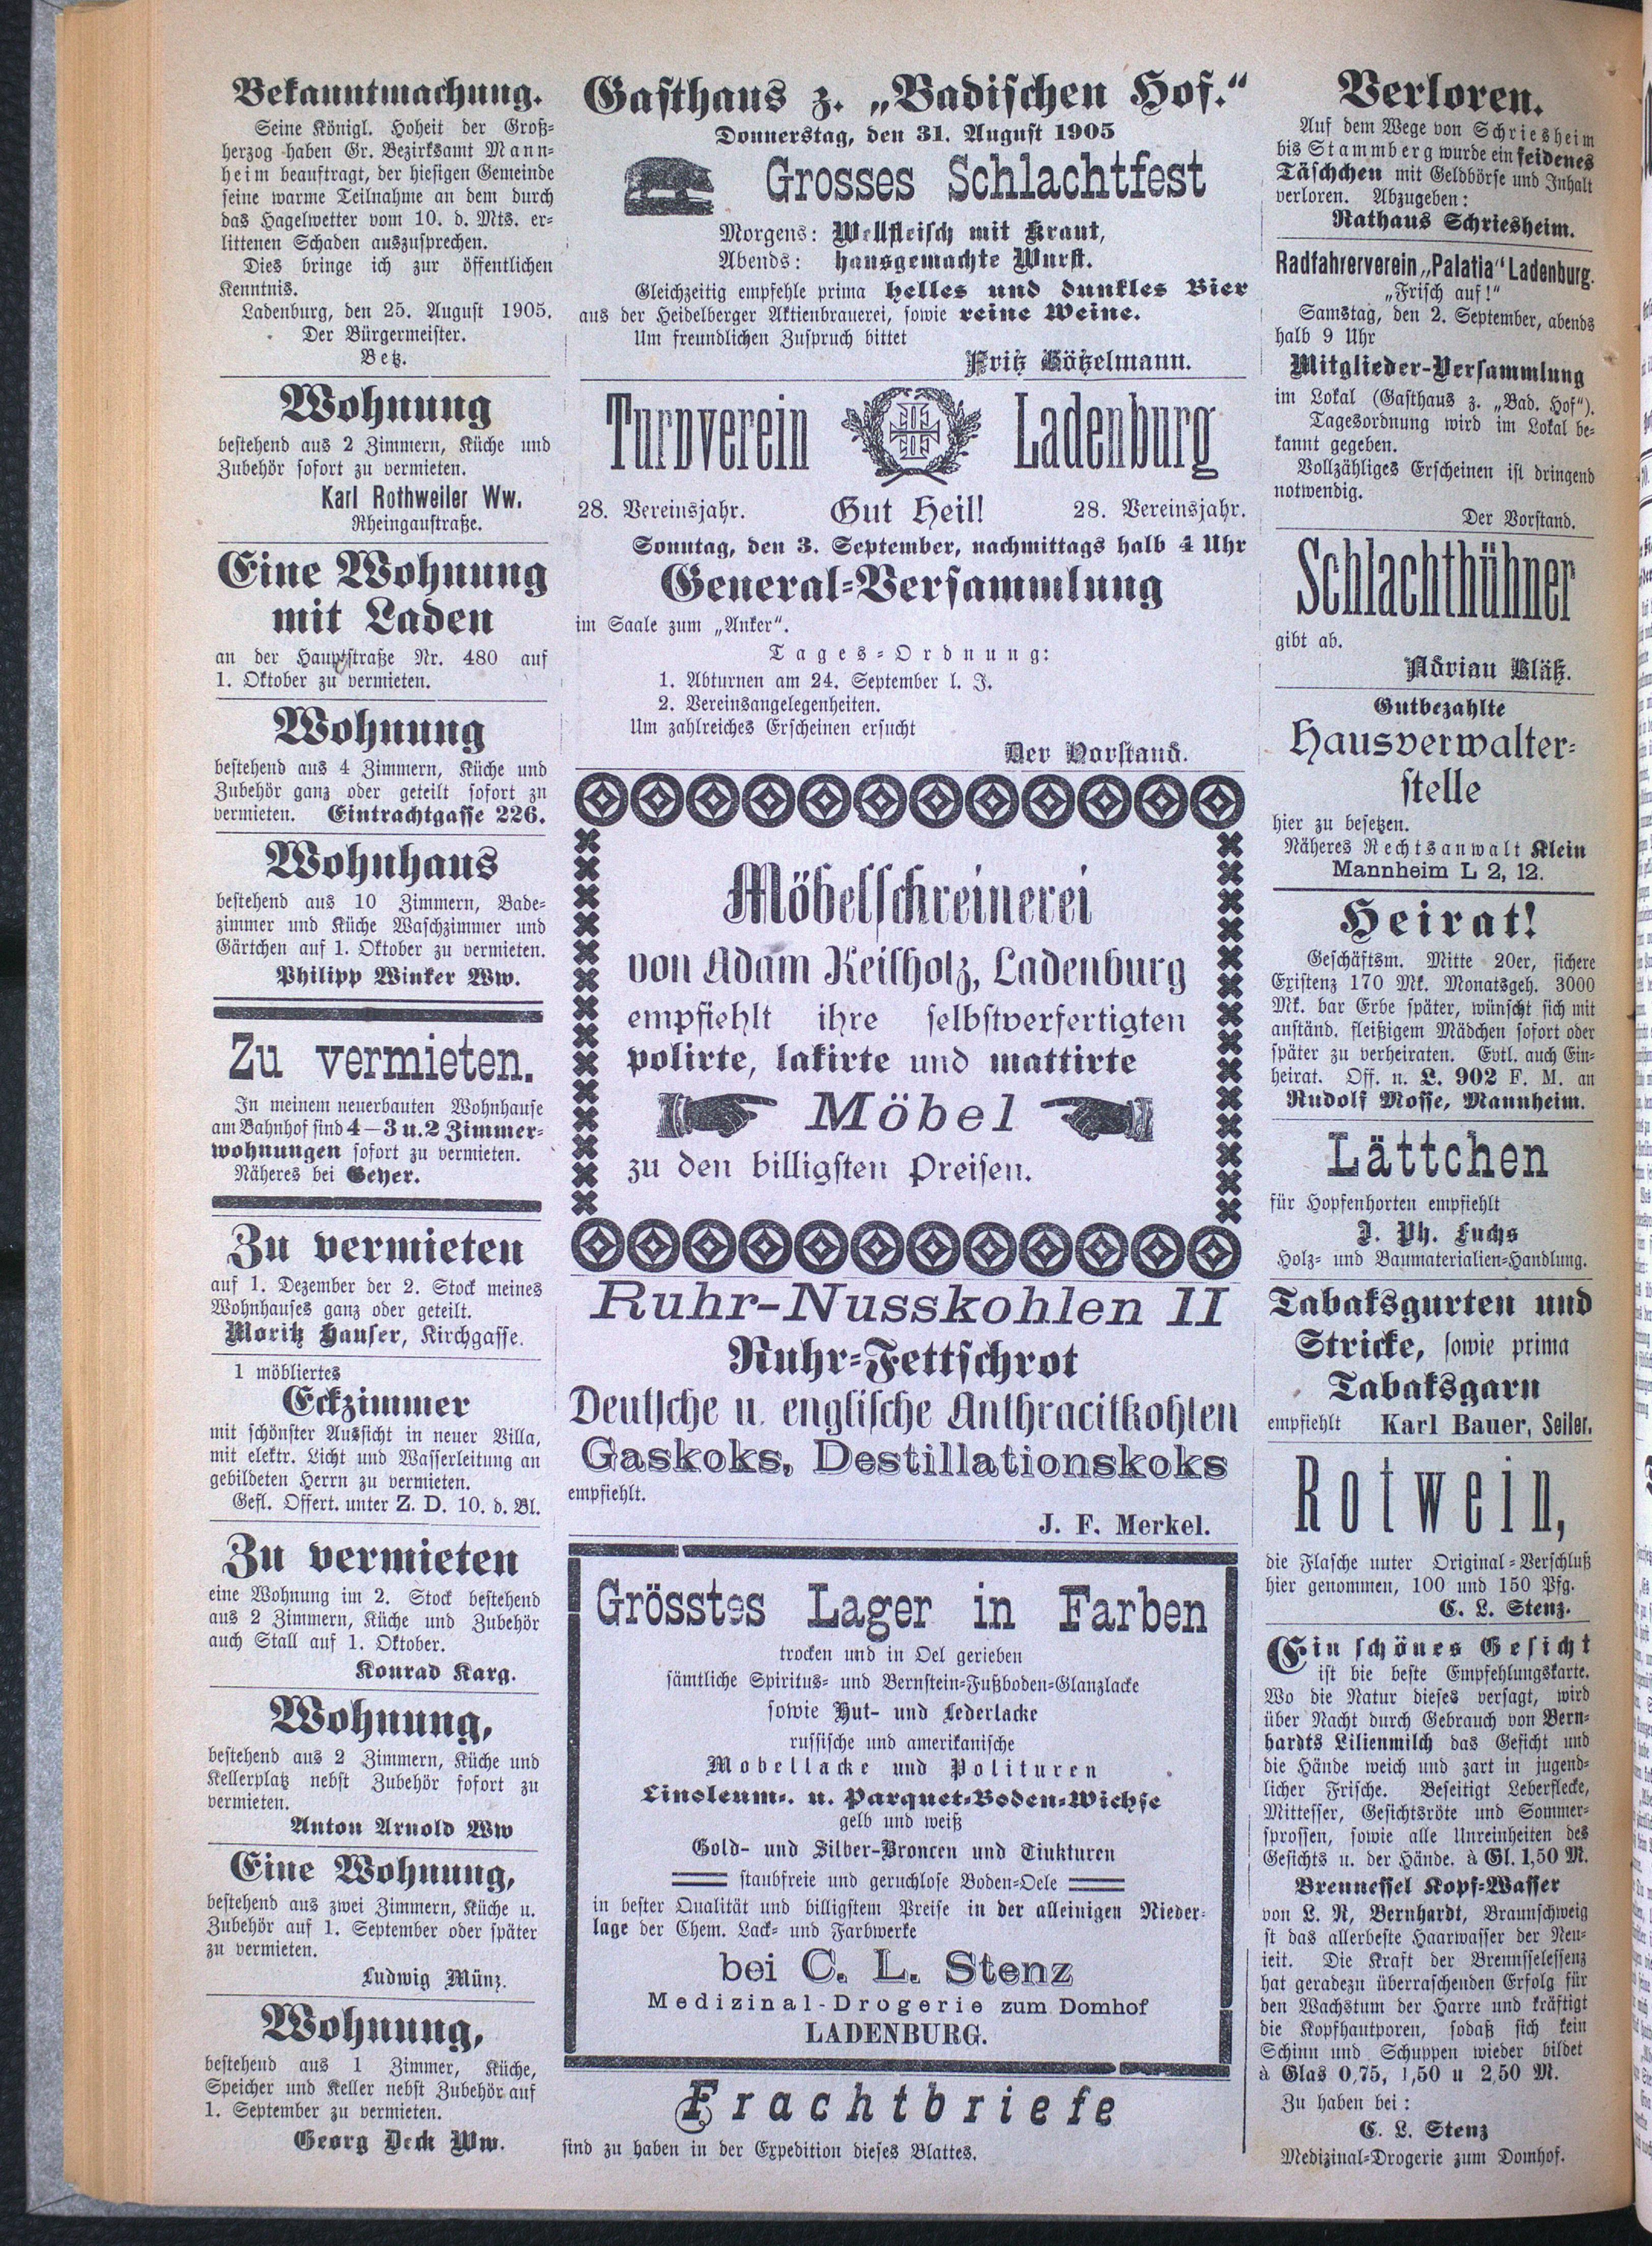 Bekanntmachung.
Seine Königl. Hoheit der Groß-
herzog haben Gr. Bezirksamt Mann-
heim beauftragt, der hiesigen Gemeinde
seine warme Teilnahme an dem durch
das Hagelwetter vom 10. d. Mts. er-
littenen Schaden auszusprechen.
Dies bringe ich zur öffentlichen
Kenntnis.
Ladenburg, den 25. August 1905.
Der Bürgermeister.
Betz.
Wohnung
bestehend aus 2 Zimmern, Küche und
Zubehör sofort zu vermieten.
Karl Rothweiler Ww.
Rheingaustraße.
Eine Wohnung
mit Laden
an der Hauptstraße Nr. 480 auf
1. Oktober zu vermieten.
Wohnung
bestehend aus 4 Zimmern, Küche und
Zubehör ganz oder geteilt sofort zu
vermieten. Eintrachtgasse 226.
Wohnhaus
bestehend aus 10 Zimmern, Bade-
zimmer und Küche Waschzimmer und
Gärtchen auf 1. Oktober zu vermieten.
Philipp Winker Ww.
Zu vermieten.
In meinem neuerbauten Wohnhause
am Bahnhof sind 4—3 u. 2 Zimmer-
wohnungen sofort zu vermieten.
Näheres bei Geyer.
Zu vermieten
auf 1. Dezember der 2. Stock meines
Wohnhauses ganz oder geteilt.
Moritz Hauser, Kirchgasse.
1 möbliertes
Eckzimmer
mit schönster Aussicht in neuer Villa,
mit elektr. Licht und Wasserleitung an
gebildeten Herrn zu vermieten.
Gefl. Offert. unter Z. D. 10. d. Bl.
Zu vermieten
eine Wohnung im 2. Stock bestehend
aus 2 Zimmern, Küche und Zubehör
auch Stall auf 1. Oktober.
Konrad Karg.
Wohnung,
bestehend aus 2 Zimmern, Küche und
Kellerplatz nebst Zubehör sofort zu
vermieten.
Anton Arnold Ww
Eine Wohnung,
bestehend aus zwei Zimmern, Küche u.
Zubehör auf 1. September oder später
zu vermieten.
Ludwig Münz.
Wohnung,
bestehend aus 1 Zimmer, Küche,
Speicher und Keller nebst Zubehör auf
1. September zu vermieten.
Georg Deck Ww.
Gasthaus z. „Badischen Hof.“
Donnerstag, den 31. August 1905
Grosses Schlachtfest
Morgens: Wellfleisch mit Kraut,
Abends: hausgemachte Wurst.
Gleichzeitig empfehle prima helles und dunkles Bier
aus der Heidelberger Aktienbrauerei, sowie reine Weine.
Um freundlichen Zuspruch bittet
Fritz Götzelmann.
Turnverein Ladenburg
28. Vereinsjahr. Gut Heil! 28. Vereinsjahr.
Sonntag, den 3. September, nachmittags halb 4 Uhr
General-Versammlung
im Saale zum „Anker“.
Tages-Ordnung:
1. Abturnen am 24. September l. J.
2. Vereinsangelegenheiten.
Um zahlreiches Erscheinen ersucht
Der Vorstand.
Möbelschreinerei
von Adam Keilholz, Ladenburg
empfiehlt ihre selbstverfertigten
polirte, lakirte und mattirte
Möbel
zu den billigsten Preisen.
Ruhr-Nusskohlen II
Ruhr-Fettschrot
Deutsche u. englische Anthracitkohlen
Gaskoks, Destillationskoks
empfiehlt.
J. F. Merkel.
Grösstes Lager in Farben
trocken und in Oel gerieben
sämtliche Spiritus- und Bernstein-Fußboden-Glanzlacke
sowie Hut- und Lederlacke
russische und amerikanische
Mobellacke und Polituren
Linoleum-. u. Parquet-Boden-Wichse
gelb und weiß
Gold- und Silber-Broncen und Tinkturen
staubfreie und geruchlose Boden-Oele
in bester Qualität und billigstem Preise in der alleinigen Nieder-
lage der Chem. Lack- und Farbwerke
bei C. L. Stenz
Medizinal-Drogerie zum Domhof
LADENBURG.
Frachtbriefe
sind zu haben in der Expedition dieses Blattes.
Verloren.
Auf dem Wege von Schriesheim
bis Stammberg wurde ein seidenes
Täschchen mit Geldbörse und Inhalt
verloren. Abzugeben:
Rathaus Schriesheim.
Radfahrerverein „Palatia“ Ladenburg.
„Frisch auf!“
Samstag, den 2. September, abends
halb 9 Uhr
Mitglieder-Versammlung
im Lokal (Gasthaus z. „Bad. Hof“).
Tagesordnung wird im Lokal be-
kannt gegeben.
Vollzähliges Erscheinen ist dringend
notwendig.
Der Vorstand.
Schlachthühner
gibt ab.
Adrian Bläß.
Gutbezahlte
Hausverwalter-
stelle
hier zu besetzen.
Näheres Rechtsanwalt Klein
Mannheim L 2, 12.
Heirat!
Geschäftsm. Mitte 20er, sichere
Existenz 170 Mk. Monatsgeh. 3000
Mk. bar Erbe später, wünscht sich mit
anständ. fleißigem Mädchen sofort oder
später zu verheiraten. Evtl. auch Ein-
heirat. Off. n. L. 902 F. M. an
Rudolf Mosse, Mannheim.
Lättchen
für Hopfenhorten empfiehlt
J. Ph. Fuchs
Holz- und Baumaterialien-Handlung.
Tabaksgurten und
Stricke, sowie prima
Tabaksgarn
empfiehlt Karl Bauer, Seiler.
Rotwein,
die Flasche unter Original-Verschluß
hier genommen, 100 und 150 Pfg.
C. L. Stenz.
Ein schönes Gesicht
ist bie beste Empfehlungskarte.
Wo die Natur dieses versagt, wird
über Nacht durch Gebrauch von Bern-
hardts Lilienmilch das Gesicht und
die Hände weich und zart in jugend-
licher Frische. Beseitigt Leberflecke,
Mittesser, Gesichtsröte und Sommer-
sprossen, sowie alle Unreinheiten des
Gesichts u. der Hände. à Gl. 1,50 M.
Brennessel Kopf-Wasser
von L. R, Bernhardt, Braunschweig
st das allerbeste Haarwasser der Neu-
ieit. Die Kraft der Brennsselessenz
hat geradezu überraschenden Erfolg für
den Wachstum der Harre und kräftigt
die Kopfhautporen, sodaß sich kein
Schinn und Schuppen wieder bildet
à Glas 0,75, 1,50 u 2,50 M.
Zu haben bei:
C. L. Stenz
Medizinal-Drogerie zum Domhof.